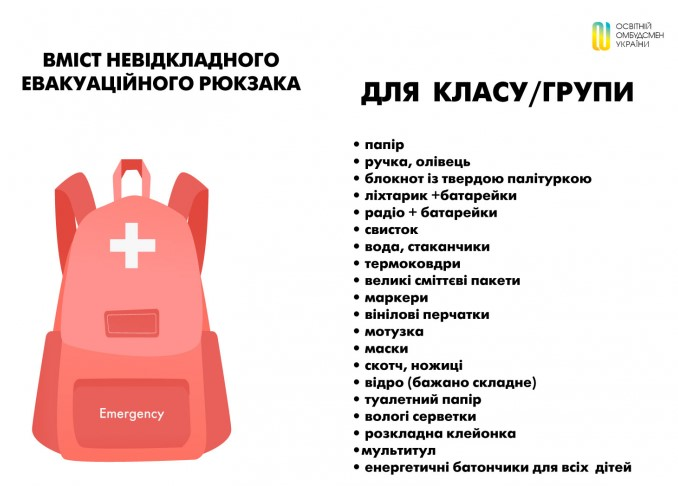 ОСВІТНІЙ
ОМБУДСМЕН
УКРАЇНИ
ВМІСТ НЕВІДКЛАДНОГО
ЕВАКУАЦІЙНОГО РЮКЗАКА
ДЛЯ КЛАСУ/ГРУПИ
• папір
• ручка, олівець
• блокнот із твердою палітуркою
• ліхтарик +батарейки
• радіо + батарейки
• свисток
• вода, стаканчики
• термоковдри
• великі сміттєві пакети
• маркери
• вінілові перчатки
• мотузка
• маски
• скотч, ножиці
• відро (бажано складне)
• туалетний папір
• вологі серветки
• розкладна клейонка
•мультитул
• енергетичні батончики для всіх дітей
Emergency